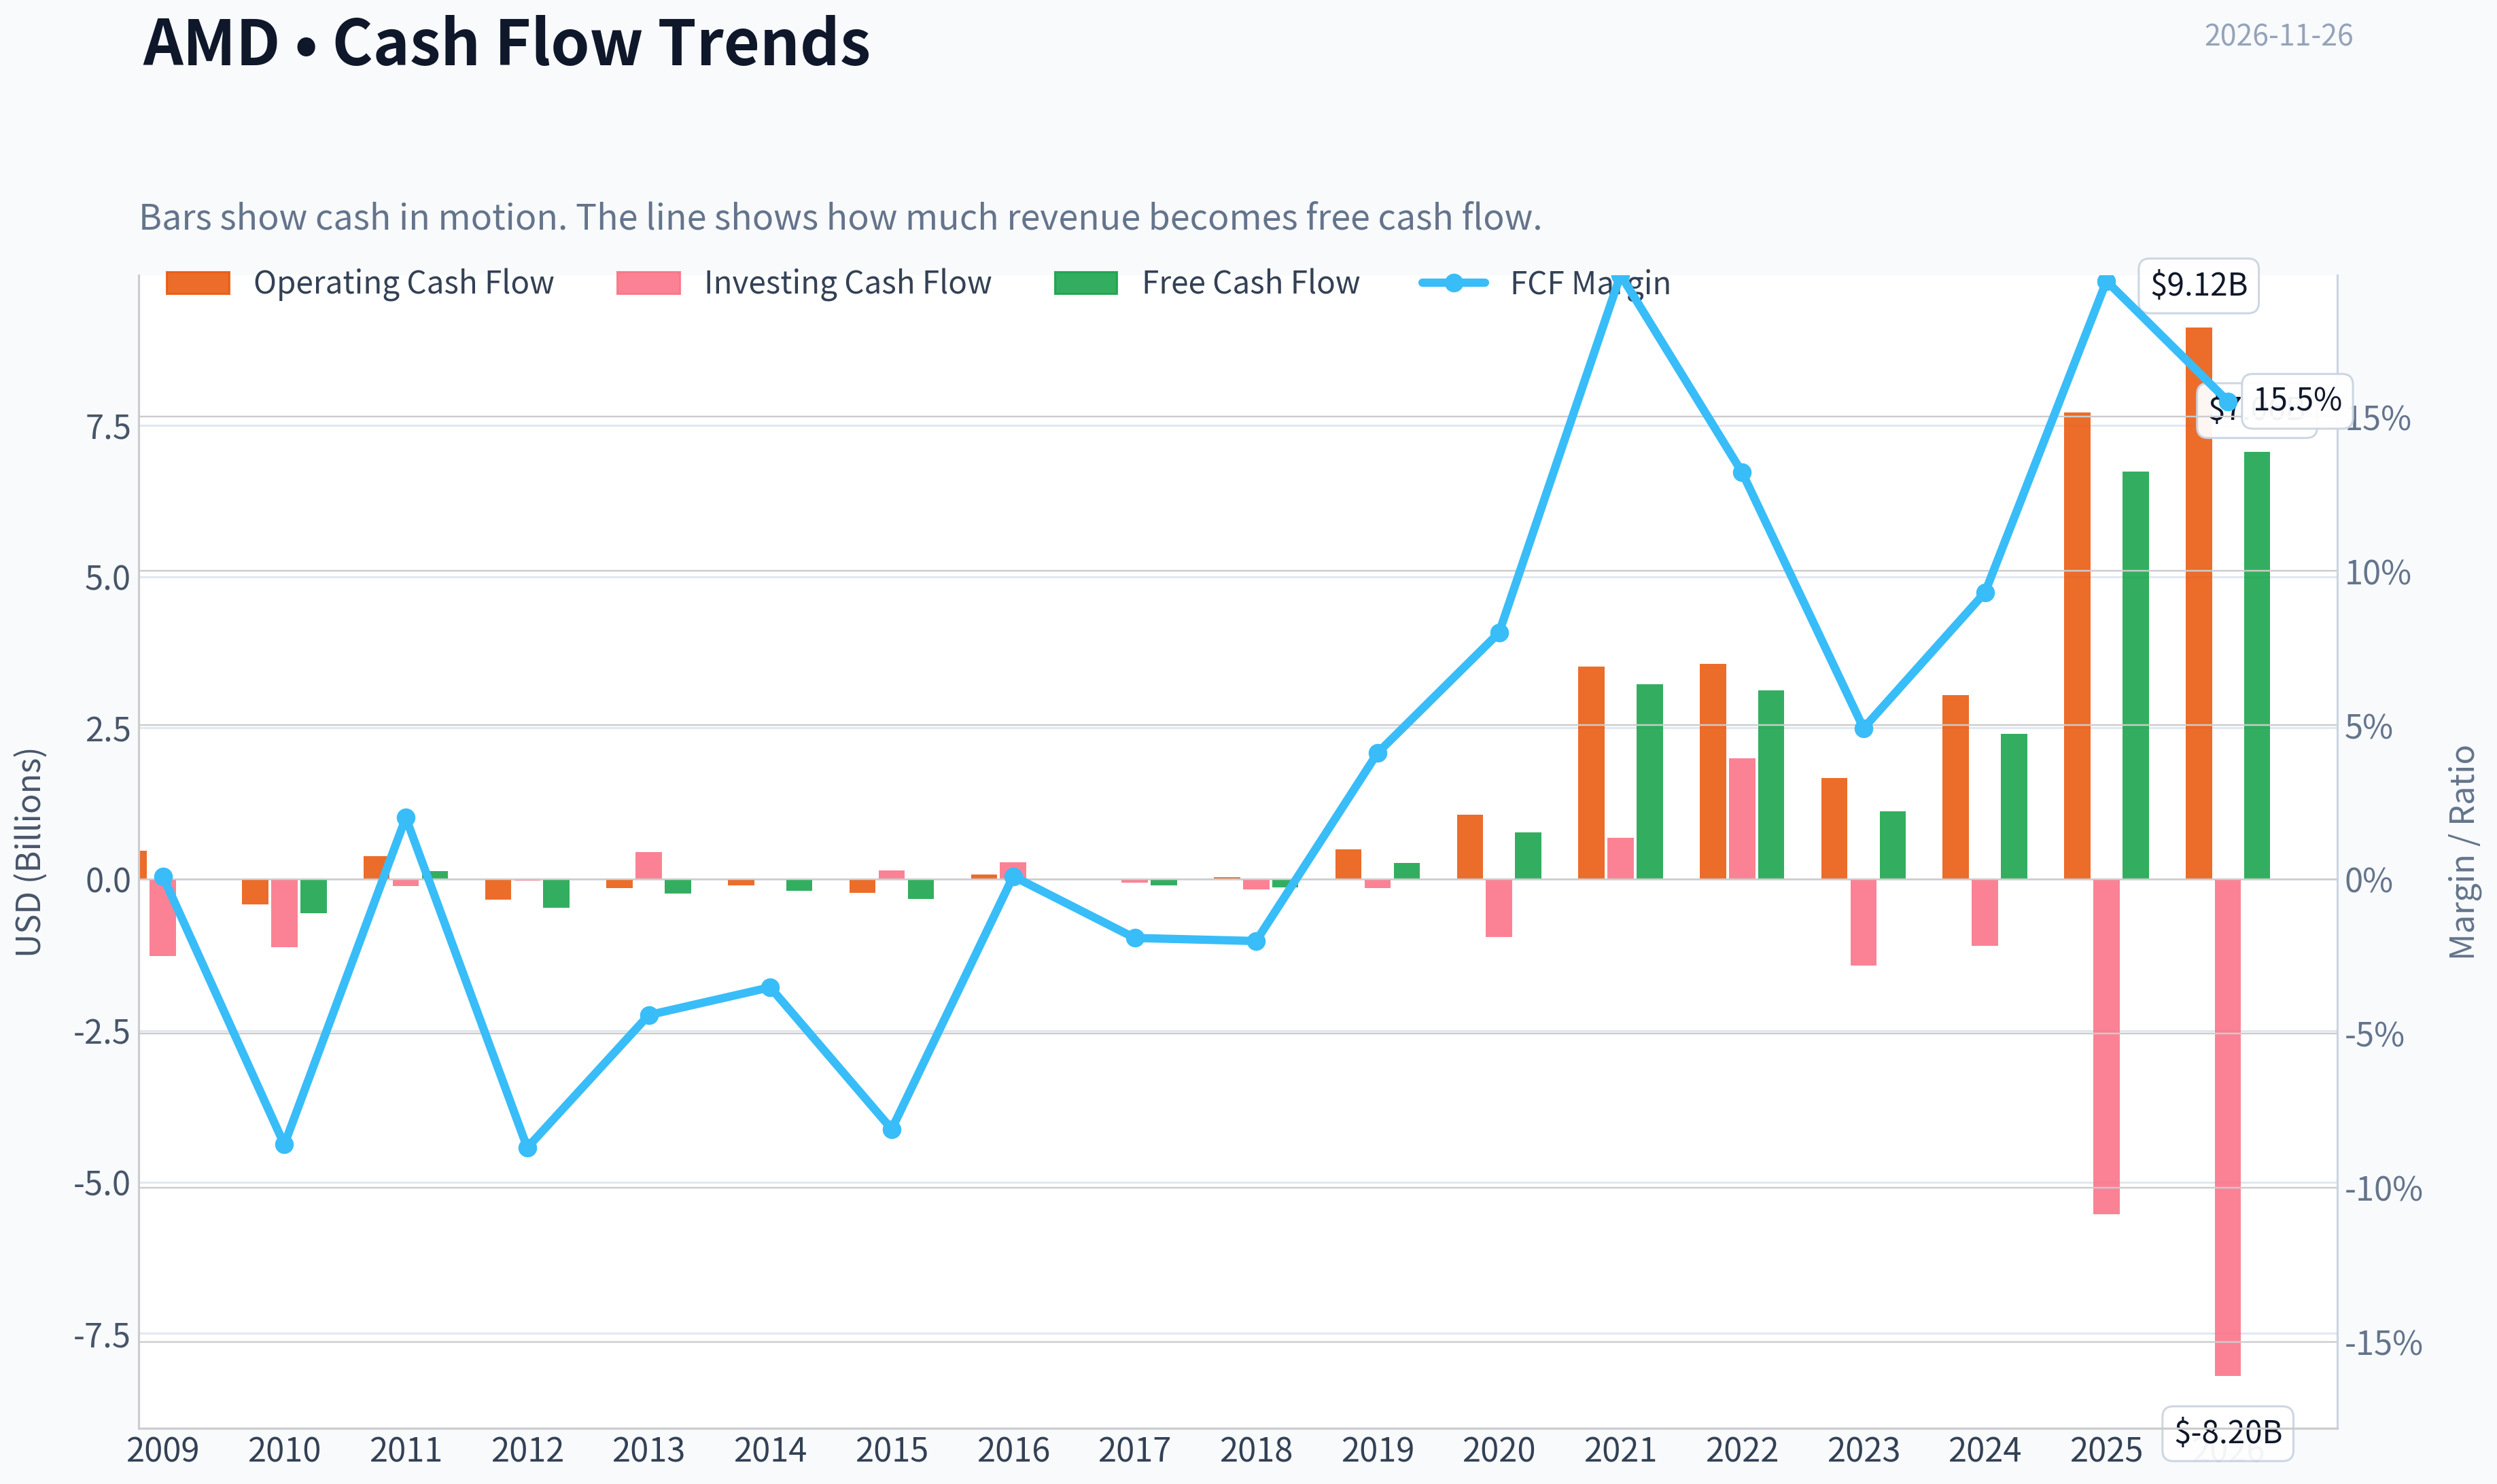 AMD • Cash Flow Trends
2026-11-26
Bars show cash in motion. The line shows how much revenue becomes free cash flow.
Operating Cash Flow
Investing Cash Flow
Free Cash Flow
FCF Margin
$9.12B
15.5%
7.5
5.0
2.5
0.0
-2.5
-5.0
-7.5
USD (Billions)
15%
10%
5%
0%
-5%
-10%
-15%
Margin / Ratio
$-8.20B
2009 2010 2011 2012 2013 2014 2015 2016 2017 2018 2019 2020 2021 2022 2023 2024 2025